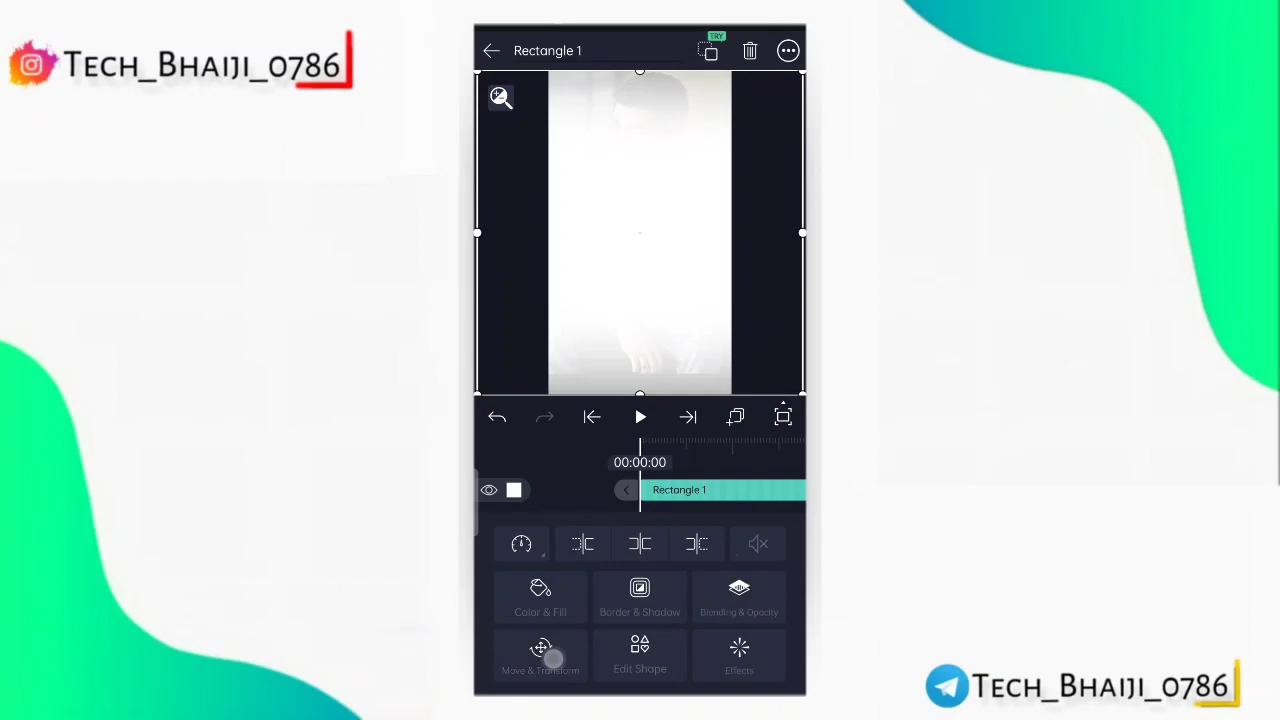 TECH_BHAIJI_0786
Rectangle 1
TRY
00:00:00
Rectangle 1
Color & Fill
Border & Shadow
Blending & Opacity
Move & Transform
Edit Shape
Effects
TECH_BHAIJI_0786